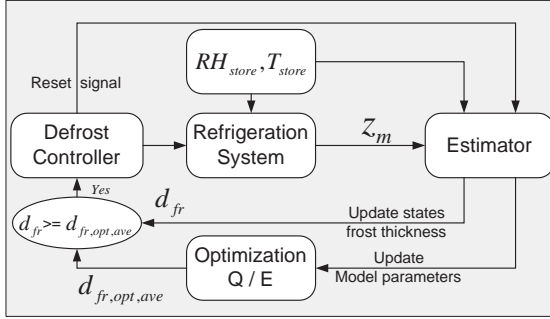 RH_store, T_store
Reset signal
Defrost
Controller
Refrigeration
System
z_m
Estimator
Yes
d_fr
d_fr >= d_fr,opt,ave
Update states
frost thickness
Optimization
Q / E
Update
Model parameters
d_fr,opt,ave